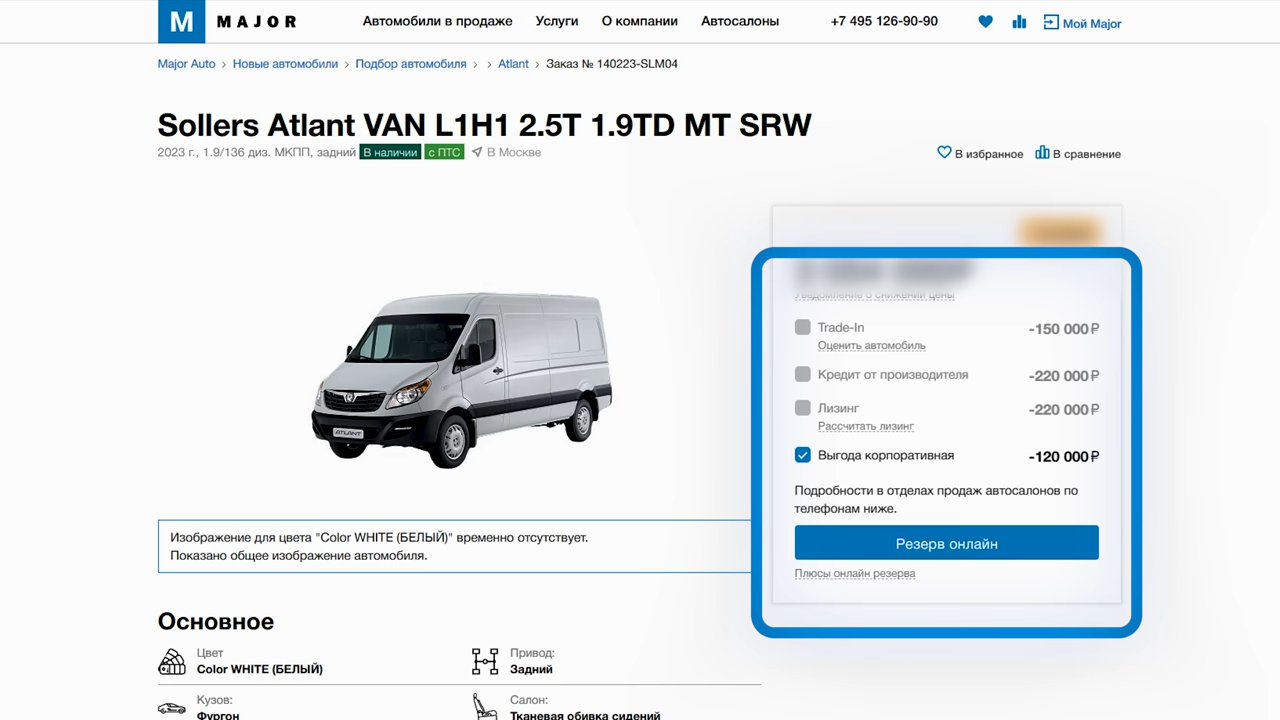 M MAJOR
Автомобили в продаже Услуги О компании Автосалоны +7 495 126-90-90 Мой Major
Major Auto › Новые автомобили › Подбор автомобиля › › Atlant › Заказ № 140223-SLM04
Sollers Atlant VAN L1H1 2.5T 1.9TD MT SRW
2023 г., 1.9/136 диз. МКПП, задний В наличии с ПТС В Москве
В избранное В сравнение
Уведомление о снижении цены
Trade-In -150 000 ₽
Оценить автомобиль
Кредит от производителя -220 000 ₽
Лизинг -220 000 ₽
Рассчитать лизинг
Выгода корпоративная -120 000 ₽
Подробности в отделах продаж автосалонов по
телефонам ниже.
Резерв онлайн
Плюсы онлайн резерва
ATLANT
Изображение для цвета "Color WHITE (БЕЛЫЙ)" временно отсутствует.
Показано общее изображение автомобиля.
Основное
Цвет
Color WHITE (БЕЛЫЙ)
Привод:
Задний
Кузов:
Фургон
Салон:
Тканевая обивка сидений